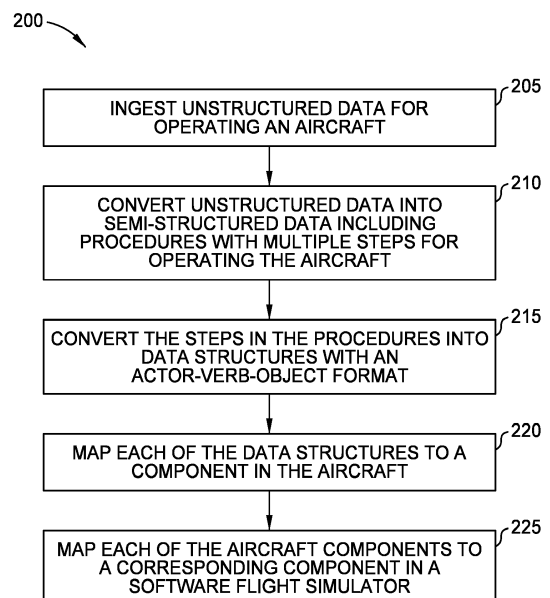 200
205
INGEST UNSTRUCTURED DATA FOR
OPERATING AN AIRCRAFT
210
CONVERT UNSTRUCTURED DATA INTO
SEMI-STRUCTURED DATA INCLUDING
PROCEDURES WITH MULTIPLE STEPS FOR
OPERATING THE AIRCRAFT
215
CONVERT THE STEPS IN THE PROCEDURES INTO
DATA STRUCTURES WITH AN
ACTOR-VERB-OBJECT FORMAT
220
MAP EACH OF THE DATA STRUCTURES TO A
COMPONENT IN THE AIRCRAFT
225
MAP EACH OF THE AIRCRAFT COMPONENTS TO
A CORRESPONDING COMPONENT IN A
SOFTWARE FLIGHT SIMULATOR